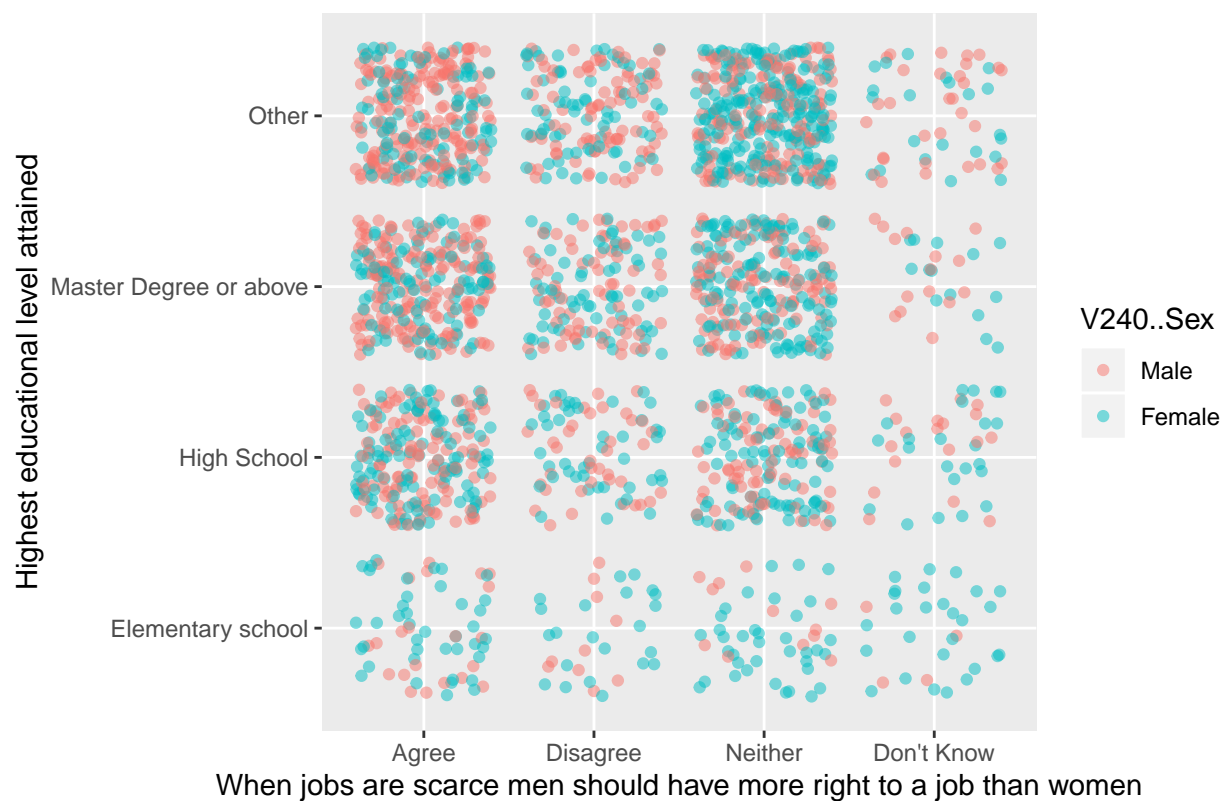 Highest educational level attained
Other
Master Degree or above
High School
Elementary school
Agree
Disagree
Neither
Don't Know
When jobs are scarce men should have more right to a job than women
V240..Sex
Male
Female